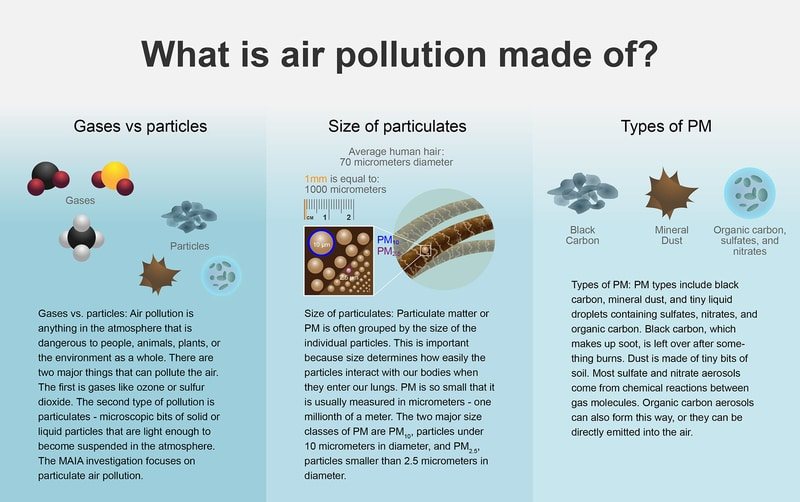 What is air pollution made of?
Gases vs particles
Gases
Particles
Gases vs. particles: Air pollution is
anything in the atmosphere that is
dangerous to people, animals, plants, or
the environment as a whole. There are
two major things that can pollute the air.
The first is gases like ozone or sulfur
dioxide. The second type of pollution is
particulates - microscopic bits of solid or
liquid particles that are light enough to
become suspended in the atmosphere.
The MAIA investigation focuses on
particulate air pollution.
Size of particulates
Average human hair:
70 micrometers diameter
1mm is equal to:
1000 micrometers
CM 1 2
10 μm
PM10
Size of particulates: Particulate matter or
PM is often grouped by the size of the
individual particles. This is important
because size determines how easily the
particles interact with our bodies when
they enter our lungs. PM is so small that it
is usually measured in micrometers - one
millionth of a meter. The two major size
classes of PM are PM10, particles under
10 micrometers in diameter, and PM2.5,
particles smaller than 2.5 micrometers in
diameter.
Types of PM
Black
Carbon
Mineral
Dust
Organic carbon,
sulfates, and
nitrates
Types of PM: PM types include black
carbon, mineral dust, and tiny liquid
droplets containing sulfates, nitrates, and
organic carbon. Black carbon, which
makes up soot, is left over after some-
thing burns. Dust is made of tiny bits of
soil. Most sulfate and nitrate aerosols
come from chemical reactions between
gas molecules. Organic carbon aerosols
can also form this way, or they can be
directly emitted into the air.